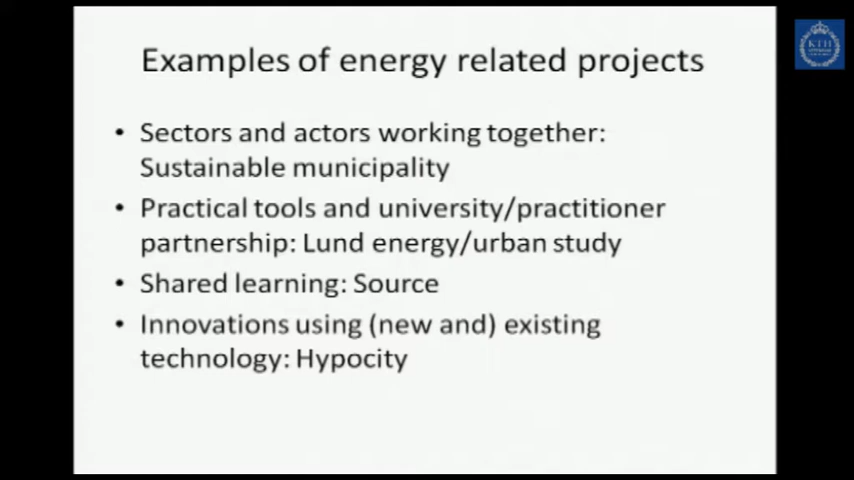 Examples of energy related projects
• Sectors and actors working together:
Sustainable municipality
• Practical tools and university/practitioner
partnership: Lund energy/urban study
• Shared learning: Source
• Innovations using (new and) existing
technology: Hypocity
KTH